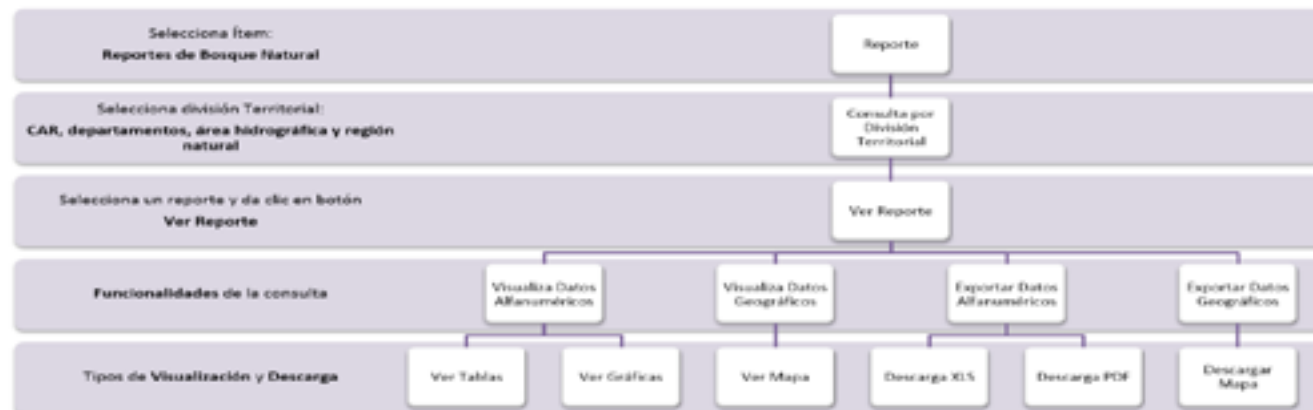 Selecciona Ítem:
Reportes de Bosque Natural
Reporte
Selecciona división Territorial:
CAR, departamentos, área hidrográfica y región
natural
Consulta por
División
Territorial
Selecciona un reporte y da clic en botón
Ver Reporte
Ver Reporte
Funcionalidades de la consulta
Visualiza Datos
Alfanuméricos
Visualiza Datos
Geográficos
Exportar Datos
Alfanuméricos
Exportar Datos
Geográficos
Tipos de Visualización y Descarga
Ver Tablas
Ver Gráficas
Ver Mapa
Descarga XLS
Descarga PDF
Descargar
Mapa